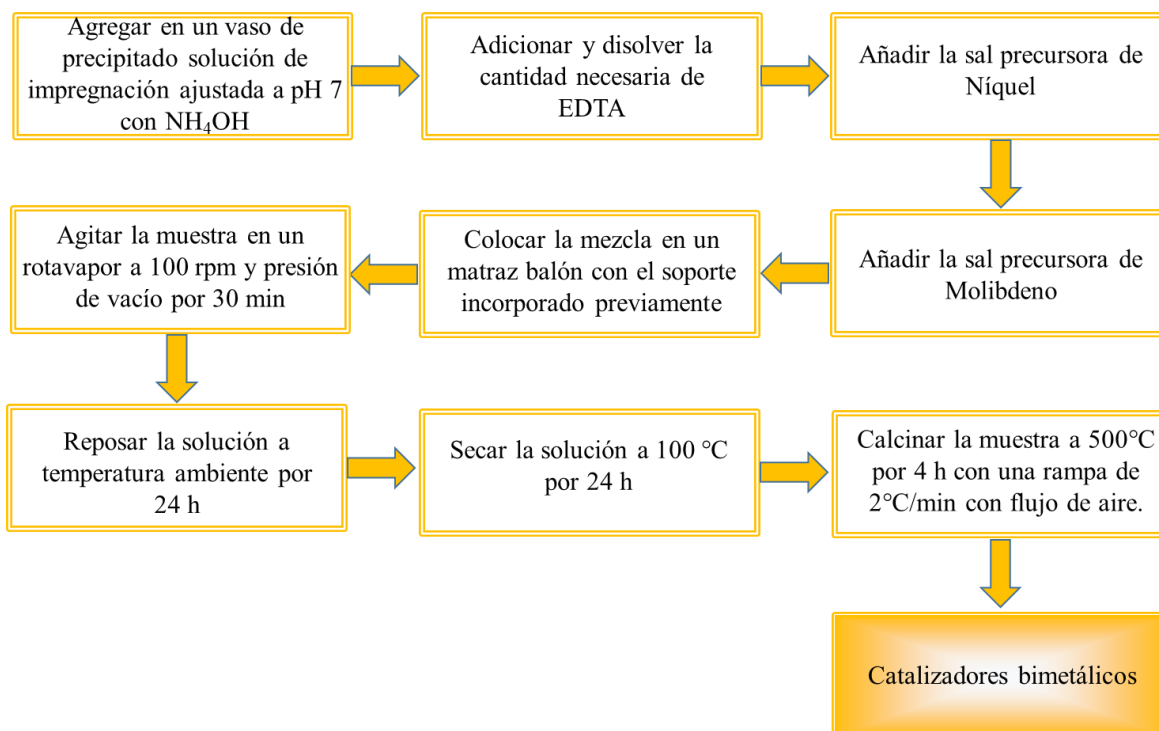 Agregar en un vaso de
precipitado solución de
impregnación ajustada a pH 7
con NH₄OH
Adicionar y disolver la
cantidad necesaria de
EDTA
Añadir la sal precursora de
Níquel
Añadir la sal precursora de
Molibdeno
Colocar la mezcla en un
matraz balón con el soporte
incorporado previamente
Agitar la muestra en un
rotavapor a 100 rpm y presión
de vacío por 30 min
Reposar la solución a
temperatura ambiente por
24 h
Secar la solución a 100 °C
por 24 h
Calcinar la muestra a 500°C
por 4 h con una rampa de
2°C/min con flujo de aire.
Catalizadores bimetálicos